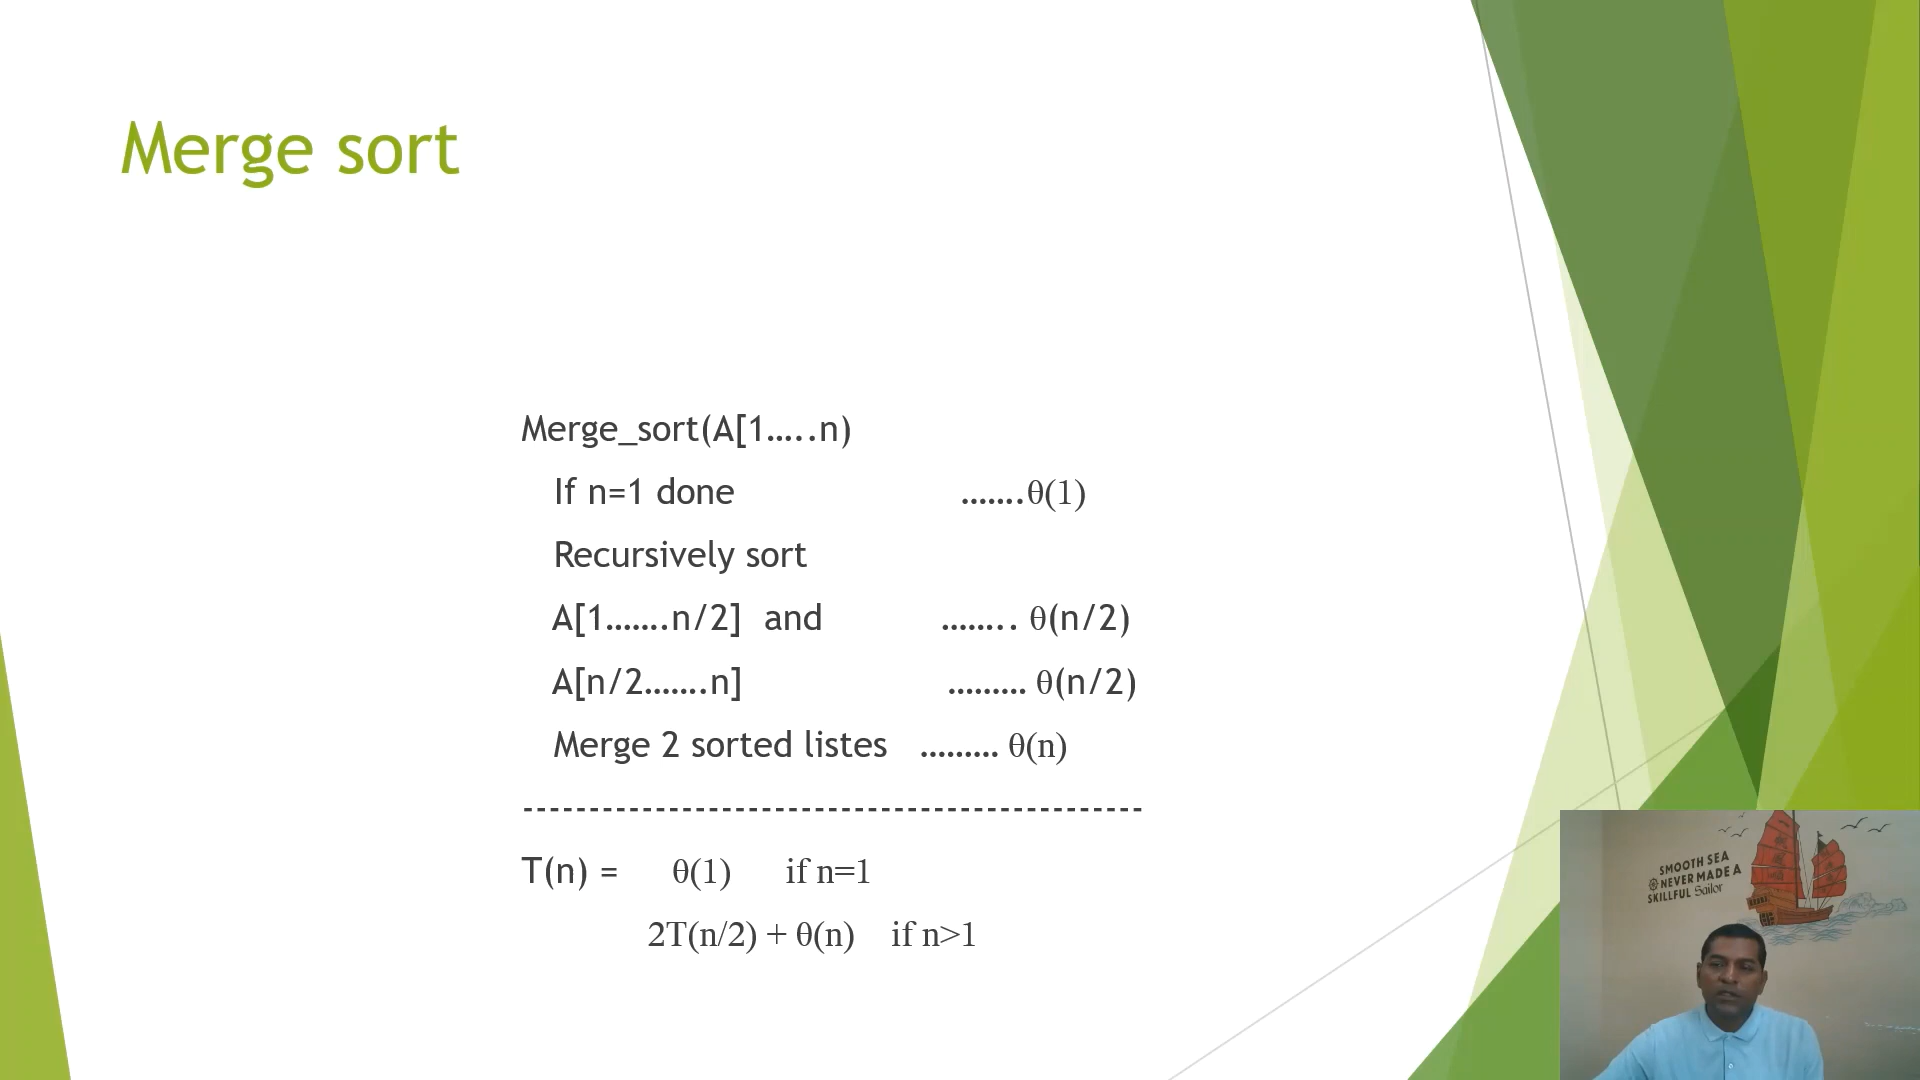 Merge sort
Merge_sort(A[1…..n)
If n=1 done …….θ(1)
Recursively sort
A[1…….n/2] and …….. θ(n/2)
A[n/2…….n] ……… θ(n/2)
Merge 2 sorted listes ……… θ(n)
-----------------------------------------------
T(n) = θ(1) if n=1
2T(n/2) + θ(n) if n>1
SMOOTH SEA
NEVER MADE A
SKILLFUL Sailor